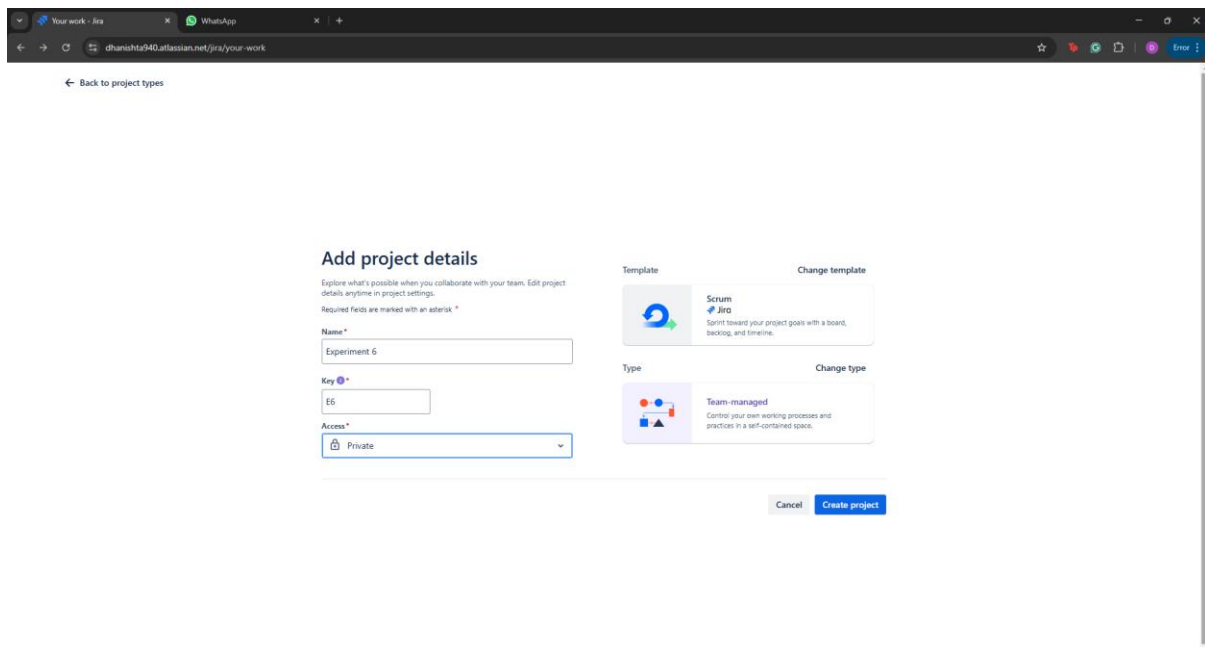 Your work - Jira
WhatsApp
dhanishta940.atlassian.net/jira/your-work
D
Error
Back to project types
Add project details
Explore what's possible when you collaborate with your team. Edit project
details anytime in project settings.
Required fields are marked with an asterisk *
Name *
Experiment 6
Key *
E6
Access *
Private
Template
Change template
Scrum
Jira
Sprint toward your project goals with a board,
backlog, and timeline.
Type
Change type
Team-managed
Control your own working processes and
practices in a self-contained space.
Cancel
Create project